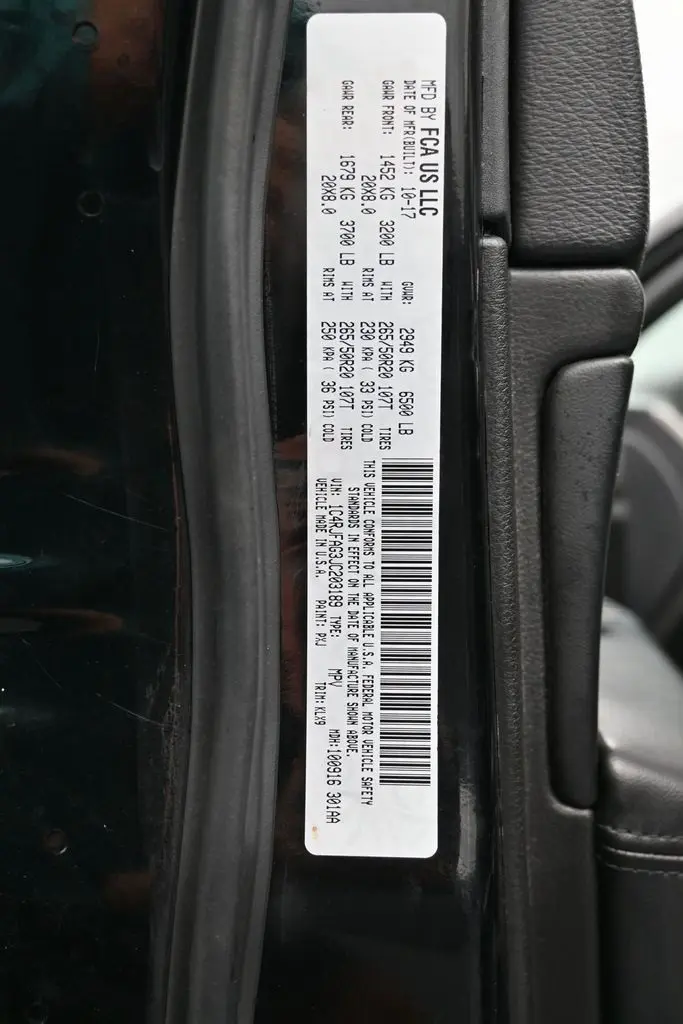 MFD BY FCA US LLC
DATE OF MFR(BUILT): 10-17 GVWR: 2949 KG 6500 LB
GAWR FRONT: 1452 KG 3200 LB WITH 265/50R20 107T TIRES
20X8.0 RIMS AT 230 KPA ( 33 PSI) COLD
GAWR REAR: 1679 KG 3700 LB WITH 265/50R20 107T TIRES
20X8.0 RIMS AT 250 KPA ( 36 PSI) COLD
THIS VEHICLE CONFORMS TO ALL APPLICABLE U.S.A. FEDERAL MOTOR VEHICLE SAFETY
STANDARDS IN EFFECT ON THE DATE OF MANUFACTURE SHOWN ABOVE.
VIN: 1C4RJFAG3JC203189 TYPE: MPV MDH:100916 301AA
VEHICLE MADE IN U.S.A. PAINT: PXJ TRIM:KLX9